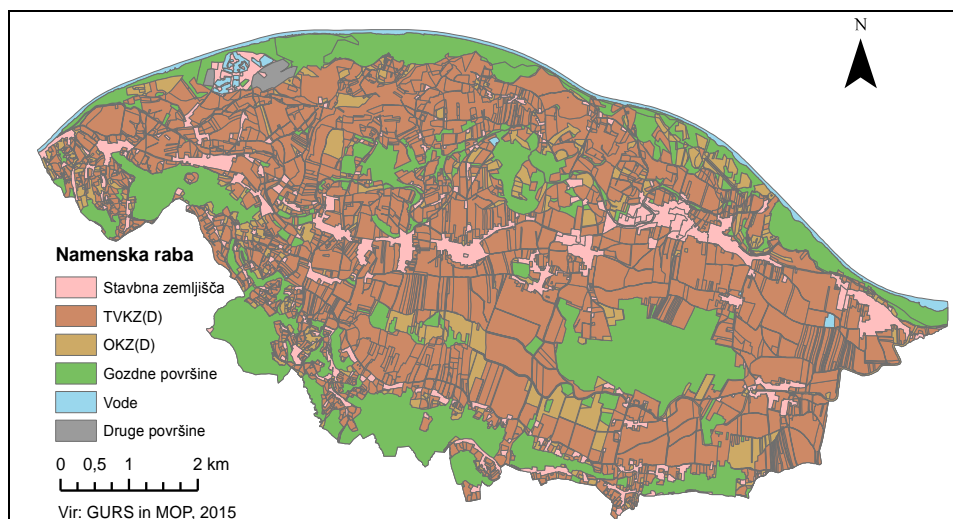 N
Namenska raba
Stavbna zemljišča
TVKZ(D)
OKZ(D)
Gozdne površine
Vode
Druge površine
0 0,5 1 2 km
Vir: GURS in MOP, 2015